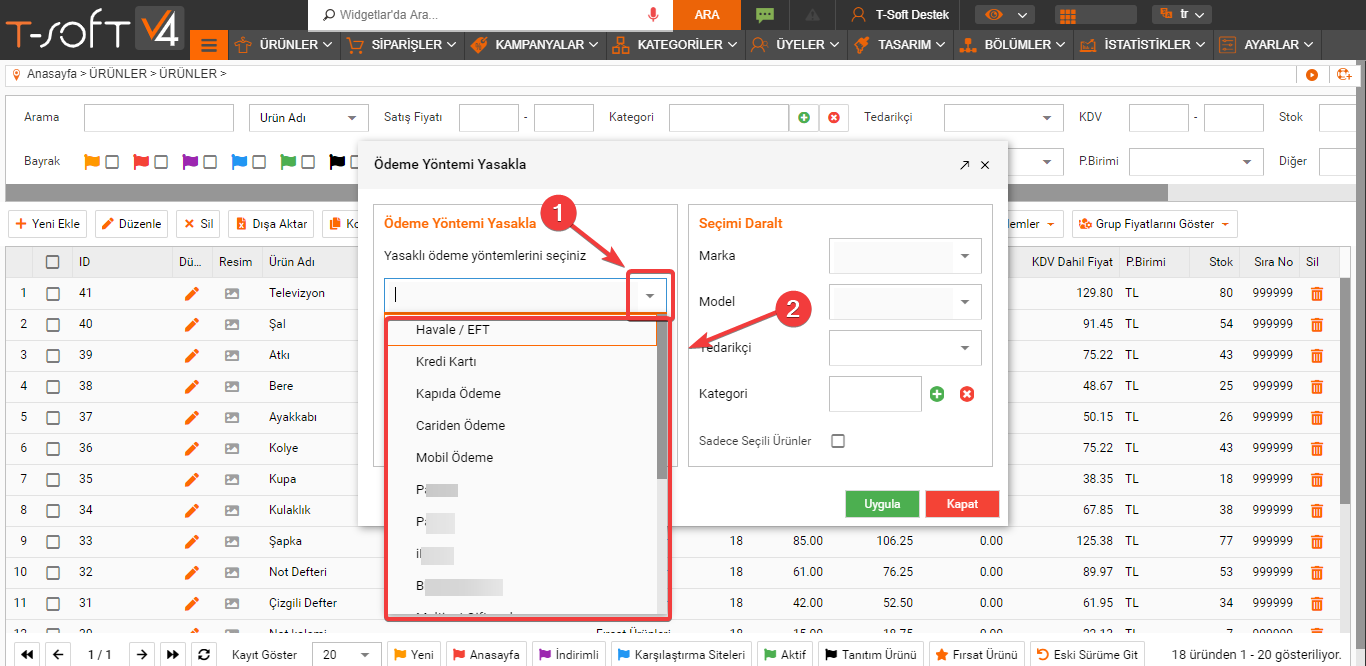 T-SOFT V4
Widgetlar'da Ara...
ARA
T-Soft Destek
tr
ÜRÜNLER
SİPARİŞLER
KAMPANYALAR
KATEGORİLER
ÜYELER
TASARIM
BÖLÜMLER
İSTATİSTİKLER
AYARLAR
Anasayfa > ÜRÜNLER > ÜRÜNLER >
Arama
Ürün Adı
Satış Fiyatı
-
Kategori
Tedarikçi
KDV
-
Stok
Bayrak
P.Birimi
Diğer
Yeni Ekle
Düzenle
Sil
Dışa Aktar
Grup Fiyatlarını Göster
Ödeme Yöntemi Yasakla
Ödeme Yöntemi Yasakla
1
Yasaklı ödeme yöntemlerini seçiniz
Havale / EFT
Kredi Kartı
Kapıda Ödeme
Cariden Ödeme
Mobil Ödeme
Seçimi Daralt
Marka
Model
2
Tedarikçi
Kategori
Sadece Seçili Ürünler
Uygula
Kapat
ID Dü... Resim Ürün Adı KDV Dahil Fiyat P.Birimi Stok Sıra No Sil
1 41 Televizyon 129.80 TL 80 999999
2 40 Şal 91.45 TL 54 999999
3 39 Atkı 75.22 TL 43 999999
4 38 Bere 48.67 TL 25 999999
5 37 Ayakkabı 50.15 TL 26 999999
6 36 Kolye 75.22 TL 43 999999
7 35 Kupa 38.35 TL 18 999999
8 34 Kulaklık 67.85 TL 38 999999
9 33 Şapka 18 85.00 106.25 0.00 125.38 TL 77 999999
10 32 Not Defteri 18 61.00 76.25 0.00 89.97 TL 53 999999
11 31 Çizgili Defter 18 42.00 52.50 0.00 61.95 TL 34 999999
1 / 1
Kayıt Göster
20
Yeni
Anasayfa
İndirimli
Karşılaştırma Siteleri
Aktif
Tanıtım Ürünü
Fırsat Ürünü
Eski Sürüme Git
18 üründen 1 - 20 gösteriliyor.